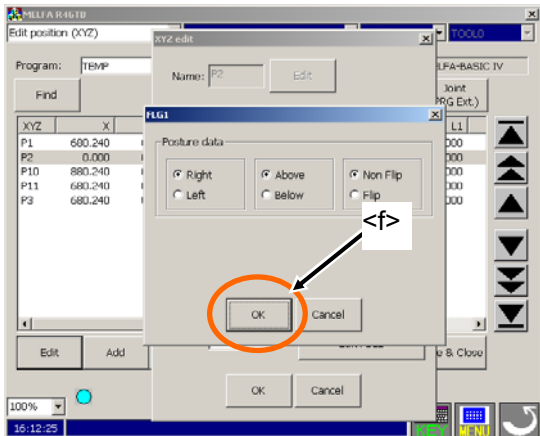 MELFA R46TB
Edit position (XYZ)
XYZ edit
TOOL0
Program: TEMP
Name: P2 Edit
ELFA-BASIC IV
Find
Joint
PRG Ext.)
FLG1
XYZ X L1
Posture data
P1 680.240 000
P2 0.000 000
P10 880.240 000
P11 680.240 000
P3 680.240 000
Right Above Non Flip
Left Below Flip
<f>
OK Cancel
Edit Add e & Close
OK Cancel
100%
16:12:25
KEY MENU